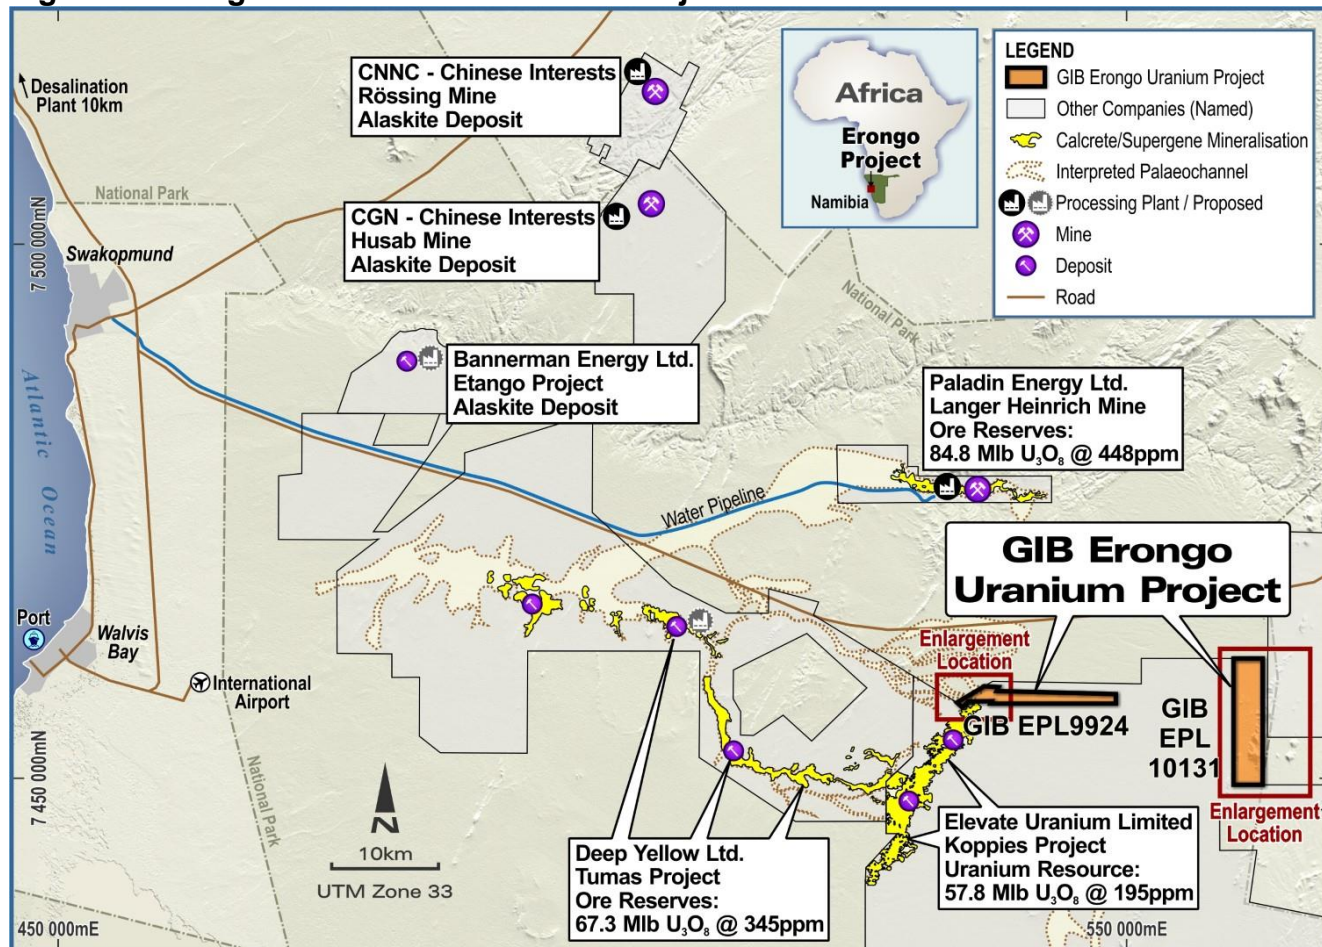 Desalination
Plant 10km
National Park
7 500 000mN
Swakopmund
Atlantic Ocean
Port
Walvis
Bay
International
Airport
7 450 000mN
National Park
450 000mE
CNNC - Chinese Interests
Rössing Mine
Alaskite Deposit
CGN - Chinese Interests
Husab Mine
Alaskite Deposit
Bannerman Energy Ltd.
Etango Project
Alaskite Deposit
Africa
Erongo
Project
Namibia
LEGEND
GIB Erongo Uranium Project
Other Companies (Named)
Calcrete/Supergene Mineralisation
Interpreted Palaeochannel
Processing Plant / Proposed
Mine
Deposit
Road
National Park
Paladin Energy Ltd.
Langer Heinrich Mine
Ore Reserves:
84.8 Mlb U₃O₈ @ 448ppm
Water Pipeline
GIB Erongo
Uranium Project
Enlargement
Location
GIB EPL9924
GIB
EPL
10131
Enlargement
Location
N
10km
UTM Zone 33
Deep Yellow Ltd.
Tumas Project
Ore Reserves:
67.3 Mlb U₃O₈ @ 345ppm
Elevate Uranium Limited
Koppies Project
Uranium Resource:
57.8 Mlb U₃O₈ @ 195ppm
550 000mE